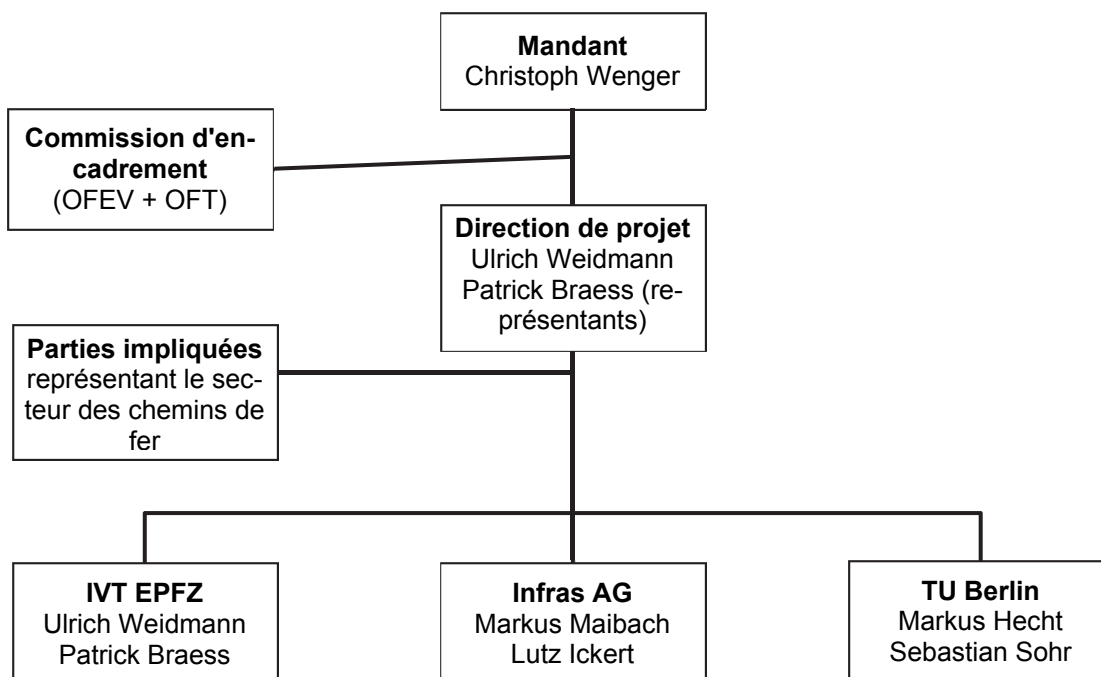 Mandant
Christoph Wenger
Commission d'en-
cadrement
(OFEV + OFT)
Direction de projet
Ulrich Weidmann
Patrick Braess (re-
présentants)
Parties impliquées
représentant le sec-
teur des chemins de
fer
IVT EPFZ
Ulrich Weidmann
Patrick Braess
Infras AG
Markus Maibach
Lutz Ickert
TU Berlin
Markus Hecht
Sebastian Sohr